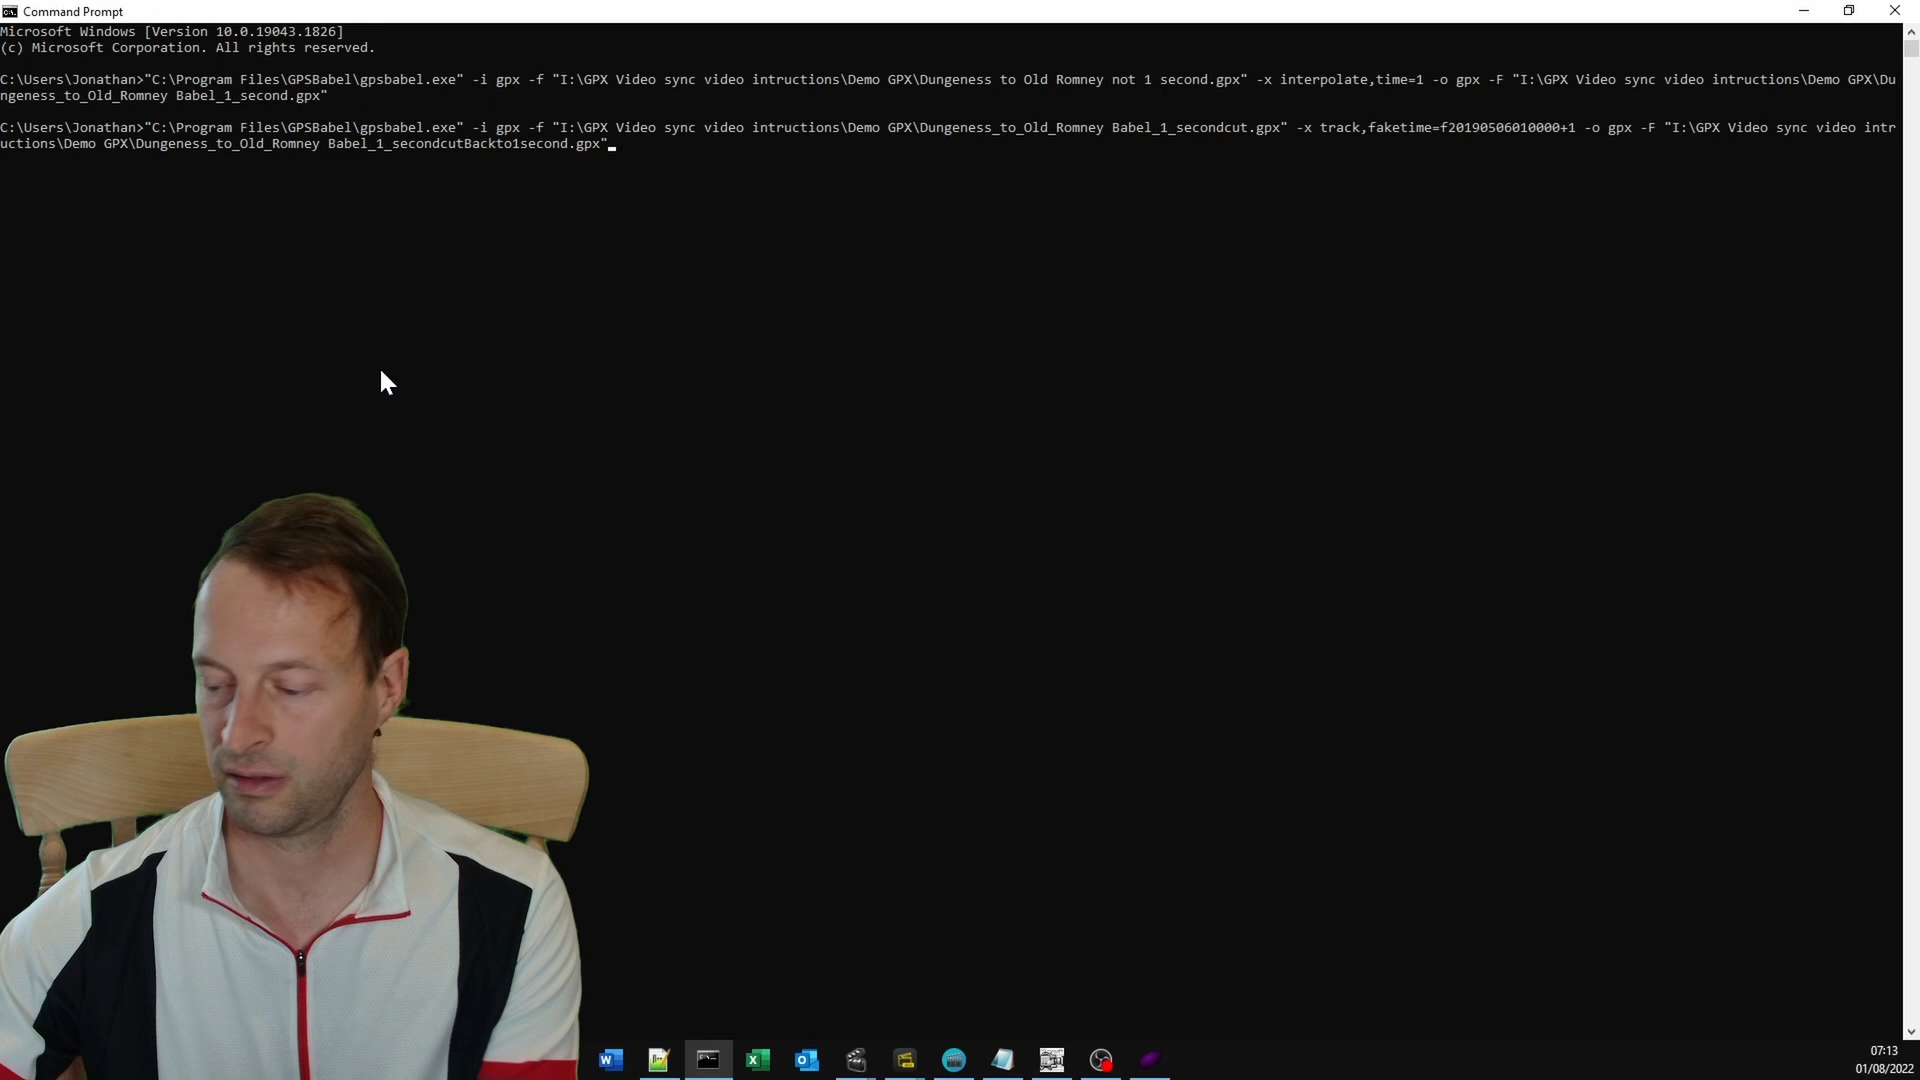 Command Prompt
Microsoft Windows [Version 10.0.19043.1826]
(c) Microsoft Corporation. All rights reserved.
C:\Users\Jonathan>"C:\Program Files\GPSBabel\gpsbabel.exe" -i gpx -f "I:\GPX Video sync video intructions\Demo GPX\Dungeness to Old Romney not 1 second.gpx" -x interpolate,time=1 -o gpx -F "I:\GPX Video sync video intructions\Demo GPX\Du
ngeness_to_Old_Romney Babel_1_second.gpx"
C:\Users\Jonathan>"C:\Program Files\GPSBabel\gpsbabel.exe" -i gpx -f "I:\GPX Video sync video intructions\Demo GPX\Dungeness_to_Old_Romney Babel_1_secondcut.gpx" -x track,faketime=f20190506010000+1 -o gpx -F "I:\GPX Video sync video intr
uctions\Demo GPX\Dungeness_to_Old_Romney Babel_1_secondcutBackto1second.gpx"
07:13
01/08/2022